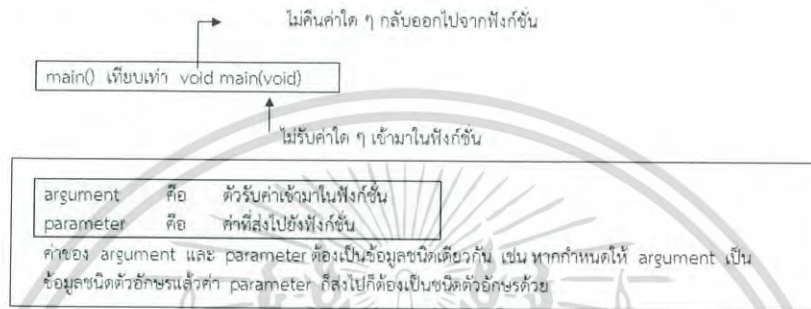 ไม่คืนค่าใด ๆ กลับออกไปจากฟังก์ชั่น
main() เทียบเท่า void main(void)
ไม่รับค่าใด ๆ เข้ามาในฟังก์ชั่น
argument คือ ตัวรับค่าเข้ามาในฟังก์ชั่น
parameter คือ ค่าที่ส่งไปยังฟังก์ชั่น
ค่าของ argument และ parameter ต้องเป็นข้อมูลชนิดเดียวกัน เช่น หากกำหนดให้ argument เป็น
ข้อมูลชนิดตัวอักษรแล้วค่า parameter ก็ส่งไปก็ต้องเป็นชนิดตัวอักษรด้วย